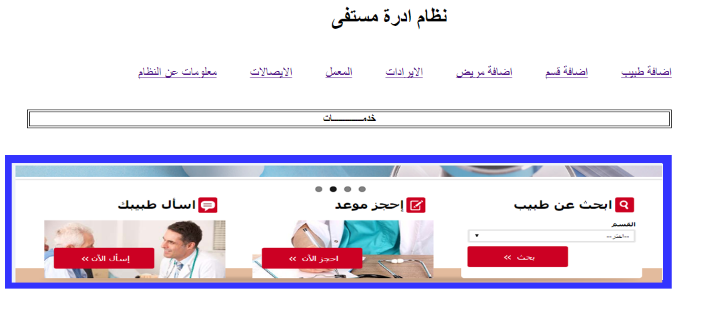 نظام ادرة مستفى
اضافة طبيب اضافة قسم اضافة مريض الايرادات المعمل الايصالات معلومات عن النظام
خدمـــــــــات
ابحث عن طبيب إحجز موعد اسأل طبيبك
القسم
--اختر--
بحث >> احجز الآن >> إسأل الآن >>